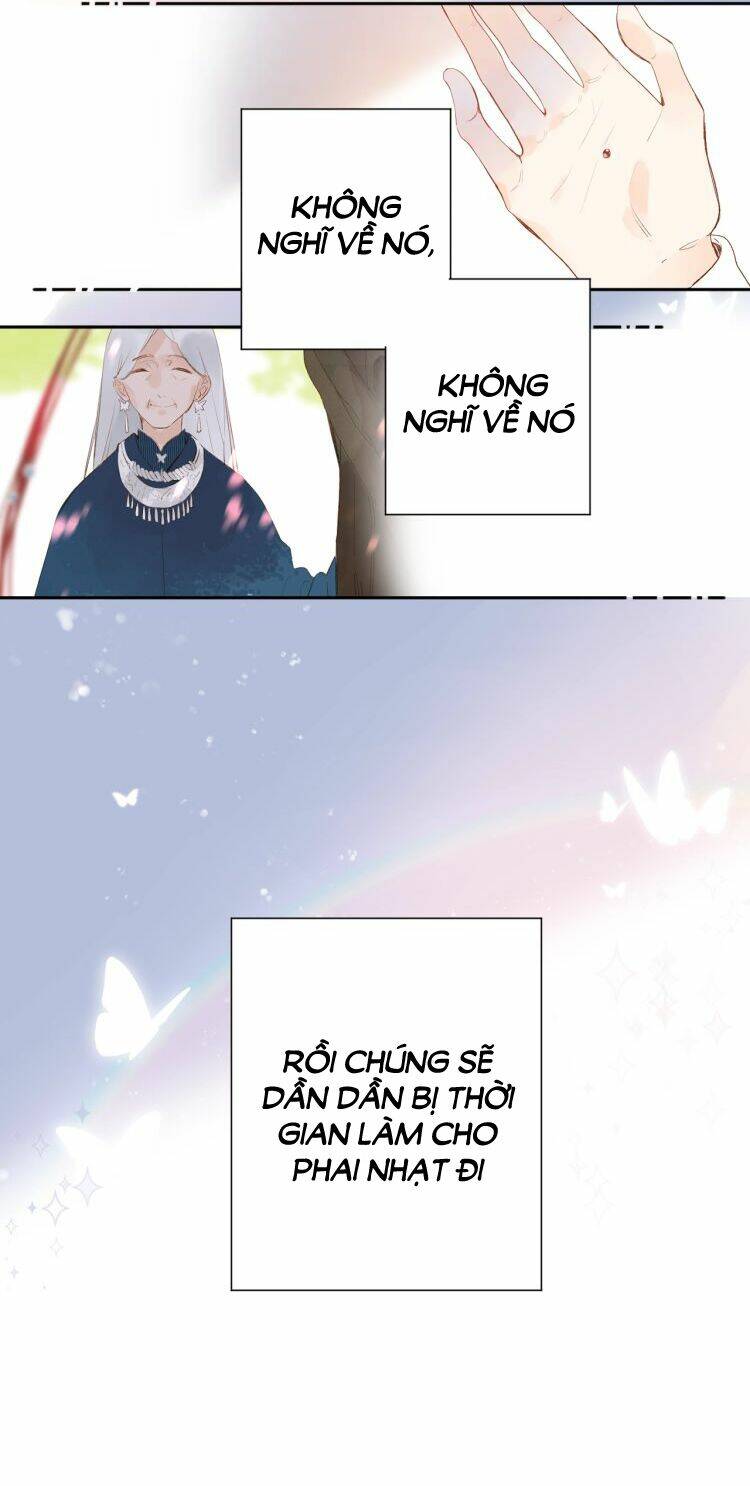 KHÔNG
NGHĨ VỀ NÓ,
KHÔNG
NGHĨ VỀ NÓ
RỒI CHÚNG SẼ
DẦN DẦN BỊ THỜI
GIAN LÀM CHO
PHAI NHẠT ĐI